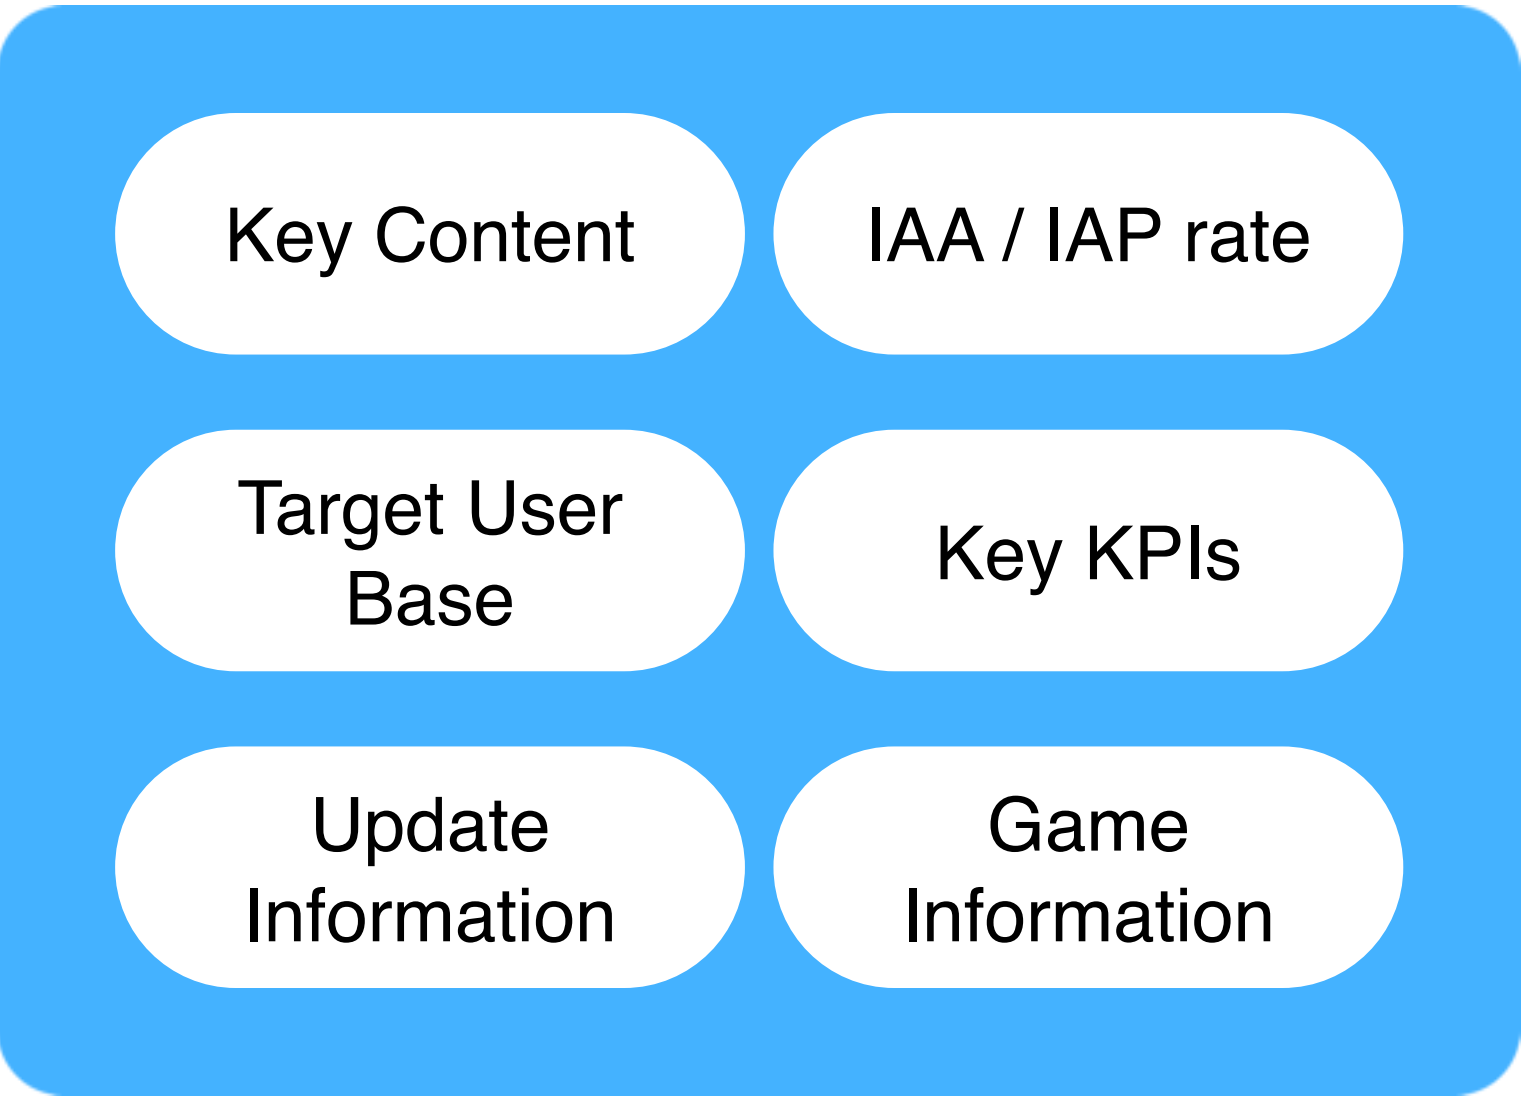 Key Content
IAA / IAP rate
Target User
Base
Key KPIs
Update
Information
Game
Information